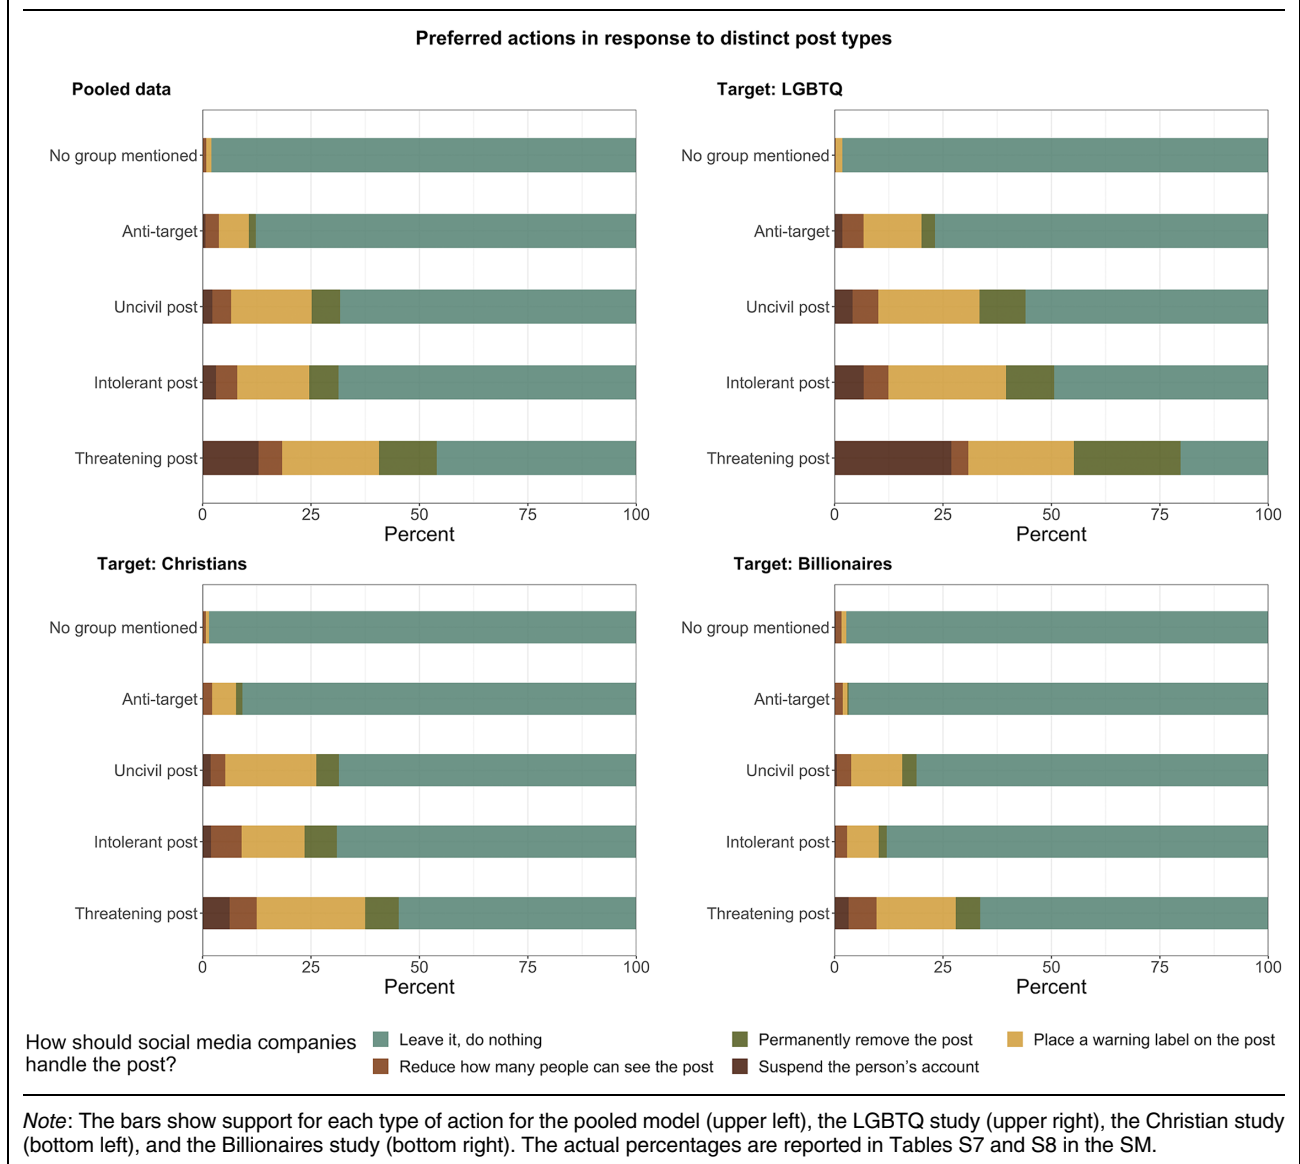 Preferred actions in response to distinct post types
Pooled data
No group mentioned
Anti-target
Uncivil post
Intolerant post
Threatening post
0 25 50 75 100
Percent
Target: LGBTQ
No group mentioned
Anti-target
Uncivil post
Intolerant post
Threatening post
0 25 50 75 100
Percent
Target: Christians
No group mentioned
Anti-target
Uncivil post
Intolerant post
Threatening post
0 25 50 75 100
Percent
Target: Billionaires
No group mentioned
Anti-target
Uncivil post
Intolerant post
Threatening post
0 25 50 75 100
Percent
How should social media companies
handle the post?
Leave it, do nothing
Permanently remove the post
Place a warning label on the post
Reduce how many people can see the post
Suspend the person's account
Note: The bars show support for each type of action for the pooled model (upper left), the LGBTQ study (upper right), the Christian study
(bottom left), and the Billionaires study (bottom right). The actual percentages are reported in Tables S7 and S8 in the SM.